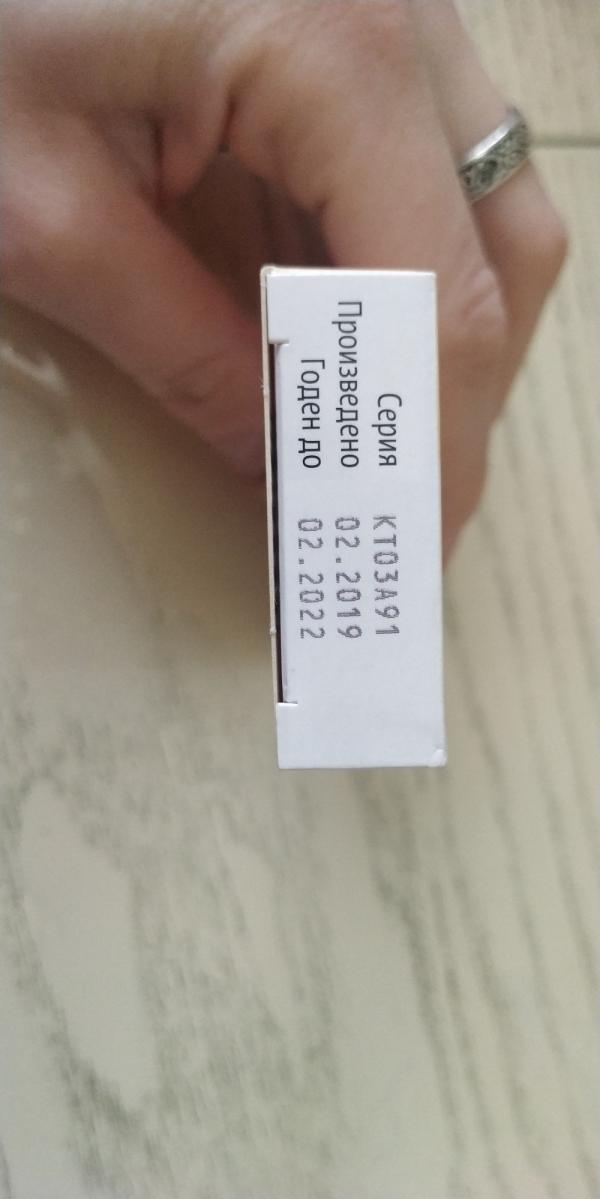 Серия KT03A91
Произведено 02.2019
Годен до 02.2022